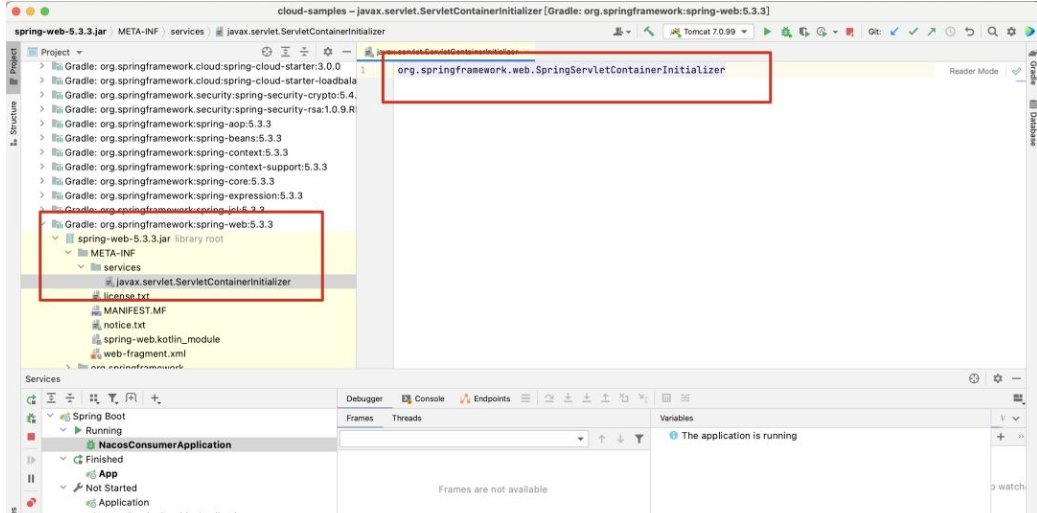 cloud-samples – javax.servlet.ServletContainerInitializer [Gradle: org.springframework:spring-web:5.3.3]
spring-web-5.3.3.jar › META-INF › services › javax.servlet.ServletContainerInitializer
Tomcat 7.0.99
Git:
Project
Project
Structure
Gradle
Database
javax.servlet.ServletContainerInitializer
1
org.springframework.web.SpringServletContainerInitializer
Reader Mode
Gradle: org.springframework.cloud:spring-cloud-starter:3.0.0
Gradle: org.springframework.cloud:spring-cloud-starter-loadbala
Gradle: org.springframework.security:spring-security-crypto:5.4.
Gradle: org.springframework.security:spring-security-rsa:1.0.9.R
Gradle: org.springframework:spring-aop:5.3.3
Gradle: org.springframework:spring-beans:5.3.3
Gradle: org.springframework:spring-context:5.3.3
Gradle: org.springframework:spring-context-support:5.3.3
Gradle: org.springframework:spring-core:5.3.3
Gradle: org.springframework:spring-expression:5.3.3
Gradle: org.springframework:spring-jcl:5.3.3
Gradle: org.springframework:spring-web:5.3.3
spring-web-5.3.3.jar library root
META-INF
services
javax.servlet.ServletContainerInitializer
license.txt
MANIFEST.MF
notice.txt
spring-web.kotlin_module
web-fragment.xml
org.springframework
Services
Debugger
Console
Endpoints
Spring Boot
Running
NacosConsumerApplication
Finished
App
Not Started
Application
Frames
Threads
Frames are not available
Variables
The application is running
watch